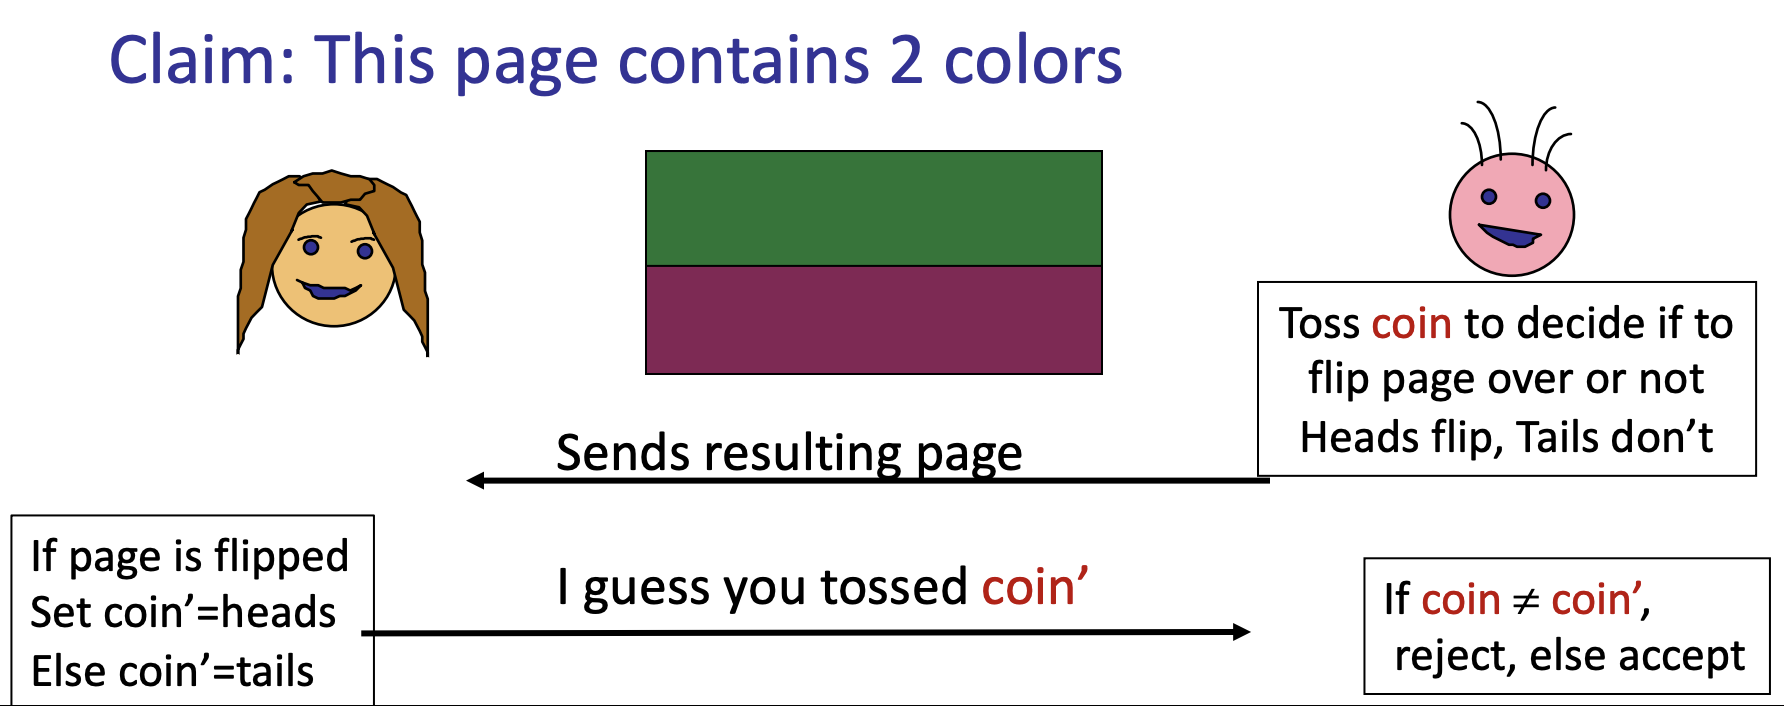 Claim: This page contains 2 colors
Toss coin to decide if to
flip page over or not
Heads flip, Tails don’t
Sends resulting page
If page is flipped
Set coin’=heads
Else coin’=tails
I guess you tossed coin’
If coin ≠ coin’,
reject, else accept